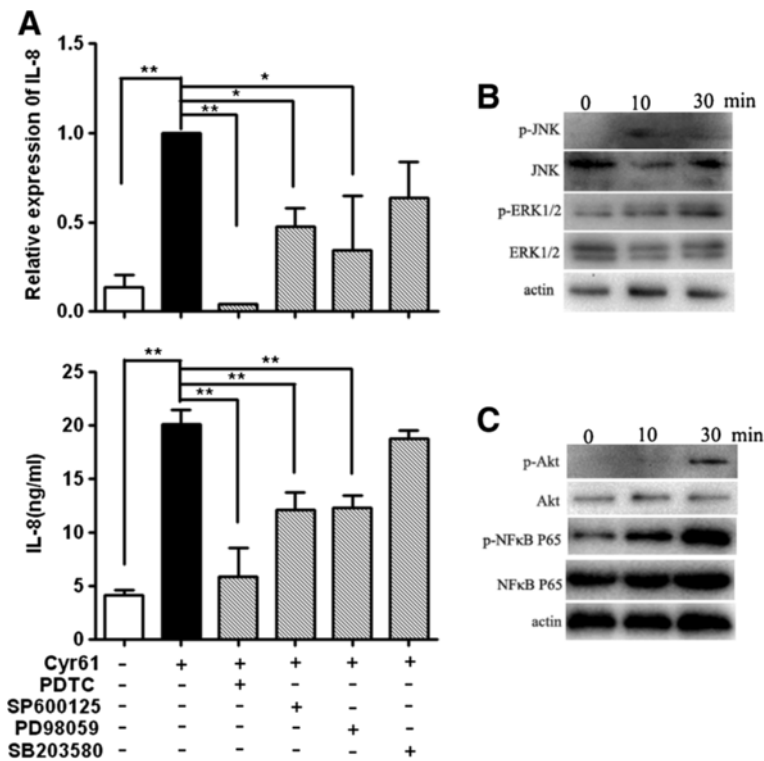 A
Relative expression 0f IL-8
1.5
1.0
0.5
0.0
**
*
*
**
IL-8(ng/ml)
25
20
15
10
5
0
**
**
**
**
Cyr61 - + + + + +
PDTC - - + - - -
SP600125 - - - + - -
PD98059 - - - - + -
SB203580 - - - - - +
B
0 10 30 min
p-JNK
JNK
p-ERK1/2
ERK1/2
actin
C
0 10 30 min
p-Akt
Akt
p-NFκB P65
NFκB P65
actin